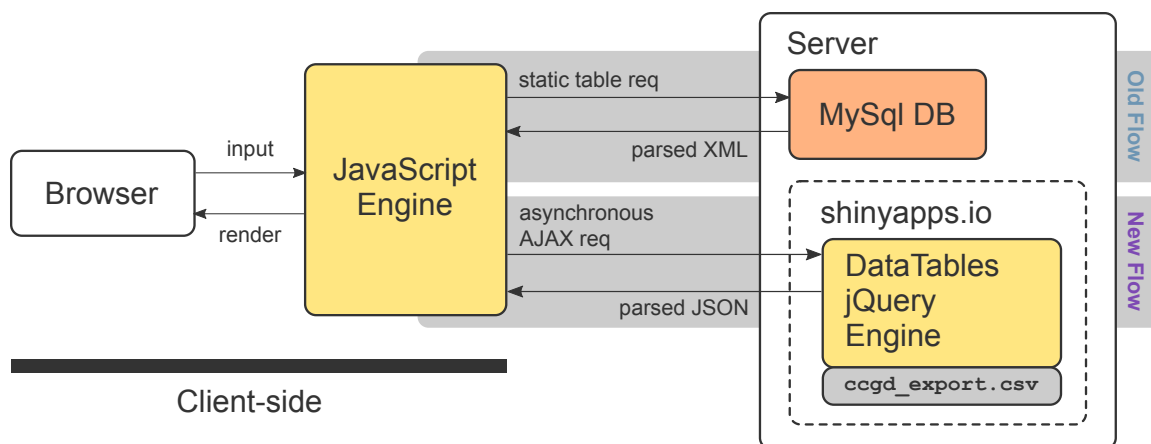 Server
static table req
MySql DB
parsed XML
Old Flow
input
JavaScript
Engine
Browser
render
asynchronous
AJAX req
parsed JSON
shinyapps.io
DataTables
jQuery
Engine
ccgd_export.csv
New Flow
Client-side